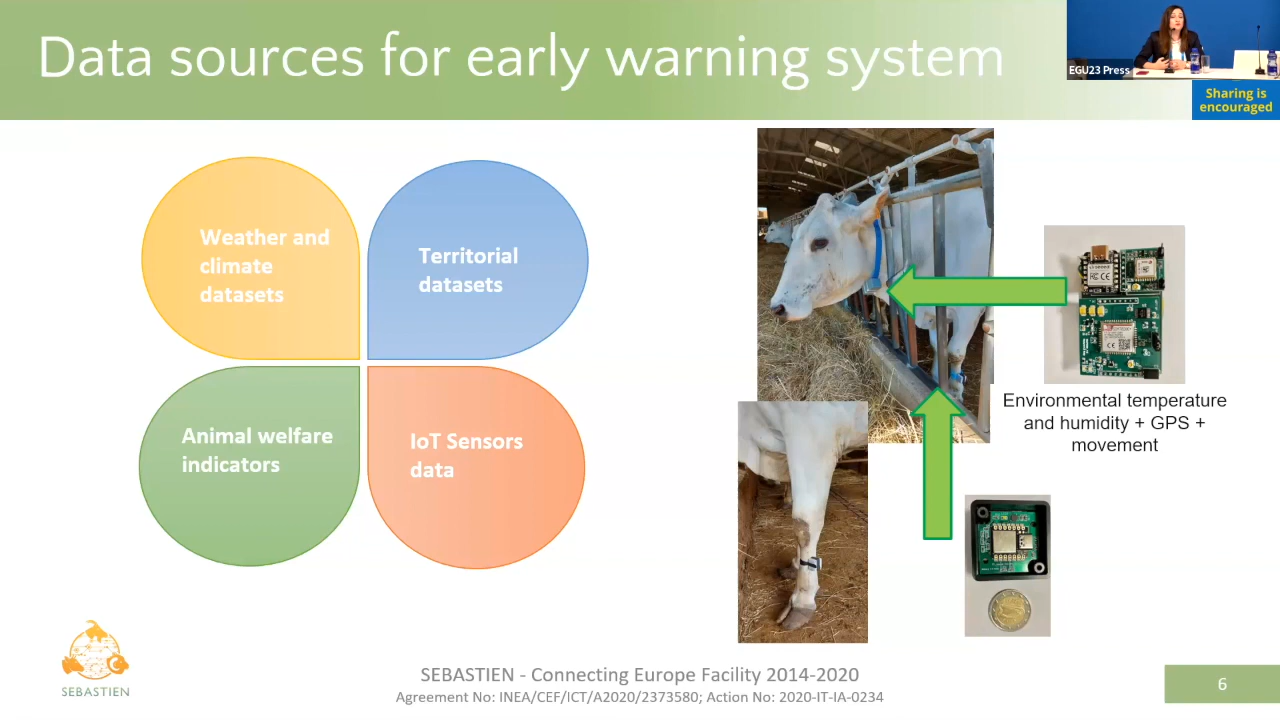 Data sources for early warning system
EGU23 Press
Sharing is
encouraged
Weather and
climate
datasets
Territorial
datasets
Animal welfare
indicators
IoT Sensors
data
Environmental temperature
and humidity + GPS +
movement
SEBASTIEN
SEBASTIEN - Connecting Europe Facility 2014-2020
Agreement No: INEA/CEF/ICT/A2020/2373580; Action No: 2020-IT-IA-0234
6